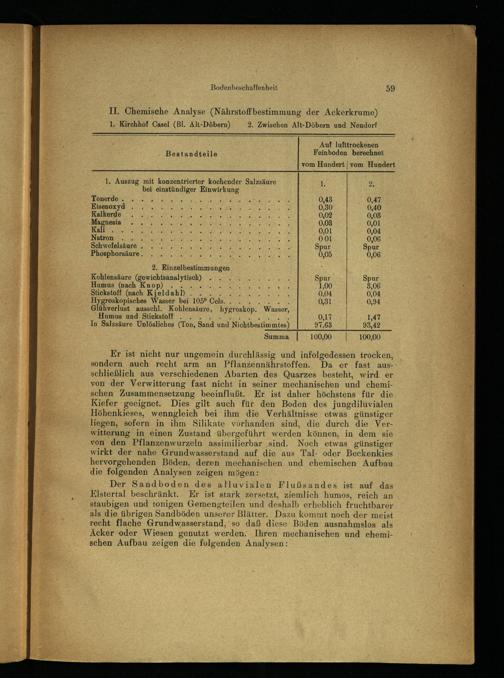 Bodenbeschaffenheit 59
II. Chemische Analyse (Nährstoffbestimmung der Ackerkrume)
1. Kirchhof Casel (Bl. Alt-Döbern) 2. Zwischen Alt-Döbern und Neudorf
Bestandteile
Auf lufttrockenen
Feinboden berechnet
vom Hundert vom Hundert
1. Auszug mit konzentrierter kochender Salzsäure
bei einstündiger Einwirkung
1. 2.
Tonerde . . . 0,43 0,47
Eisenoxyd . . . 0,30 0,40
Kalkerde . . . 0,02 0,03
Magnesia . . . 0,03 0,01
Kali . . . 0,01 0,04
Natron . . . 0 01 0,06
Schwefelsäure . . . Spur Spur
Phosphorsäure . . . 0,05 0,06
2. Einzelbestimmungen
Kohlensäure (gewichtsanalytisch) . . . Spur Spur
Humus (nach Knop) . . . 1,00 3,06
Stickstoff (nach Kjeldahl) . . . 0,04 0,04
Hygroskopisches Wasser bei 105° Cels. . . . 0,31 0,94
Glühverlust ausschl. Kohlensäure, hygroskop. Wasser,
Humus und Stickstoff . . . 0,17 1,47
In Salzsäure Unlösliches (Ton, Sand und Nichtbestimmtes) 97,63 93,42
Summa 100,00 100,00
Er ist nicht nur ungemein durchlässig und infolgedessen trocken,
sondern auch recht arm an Pflanzennährstoffen. Da er fast aus-
schließlich aus verschiedenen Abarten des Quarzes besteht, wird er
von der Verwitterung fast nicht in seiner mechanischen und chemi-
schen Zusammensetzung beeinflußt. Er ist daher höchstens für die
Kiefer geeignet. Dies gilt auch für den Boden des jungdiluvialen
Höhenkieses, wenngleich bei ihm die Verhältnisse etwas günstiger
liegen, sofern in ihm Silikate vorhanden sind, die durch die Ver-
witterung in einen Zustand übergeführt werden können, in dem sie
von den Pflanzenwurzeln assimilierbar sind. Noch etwas günstiger
wirkt der nahe Grundwasserstand auf die aus Tal- oder Beckenkies
hervorgehenden Böden, deren mechanischen und chemischen Aufbau
die folgenden Analysen zeigen mögen:
Der Sandboden des alluvialen Flußsandes ist auf das
Elstertal beschränkt. Er ist stark zersetzt, ziemlich humos, reich an
staubigen und tonigen Gemengteilen und deshalb erheblich fruchtbarer
als die übrigen Sandböden unserer Blätter. Dazu kommt noch der meist
recht flache Grundwasserstand, so daß diese Böden ausnahmslos als
Äcker oder Wiesen genutzt werden. Ihren mechanischen und chemi-
schen Aufbau zeigen die folgenden Analysen: